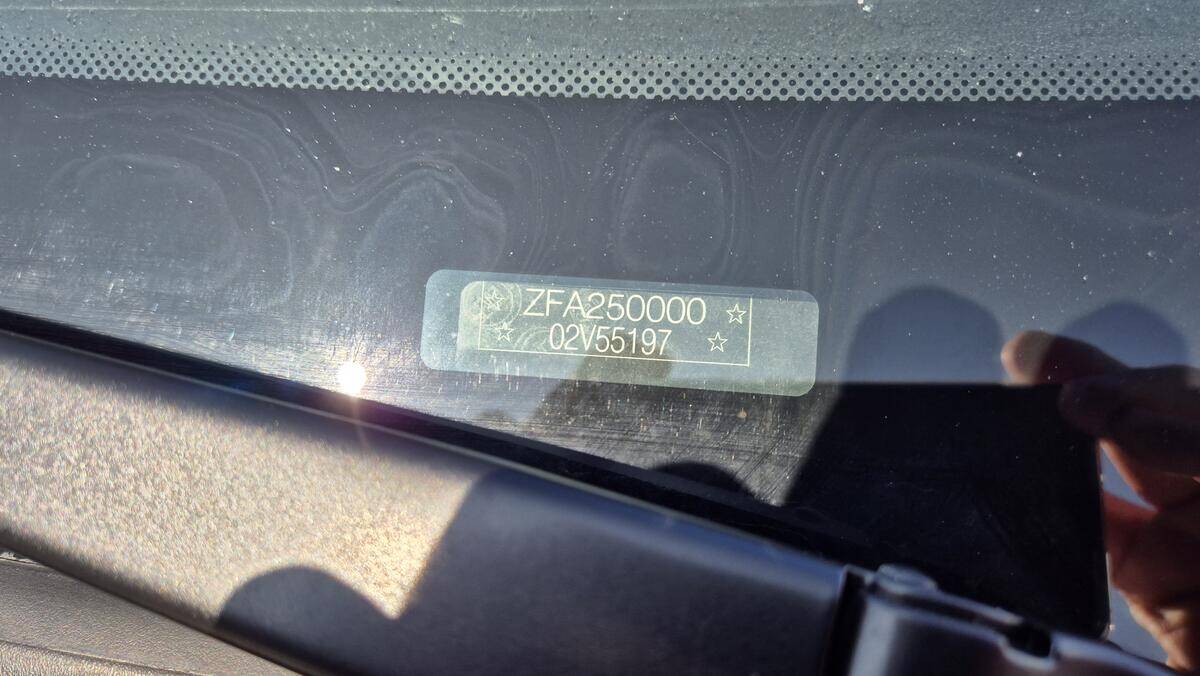 ☆ ZFA250000 ☆
☆ 02V55197 ☆